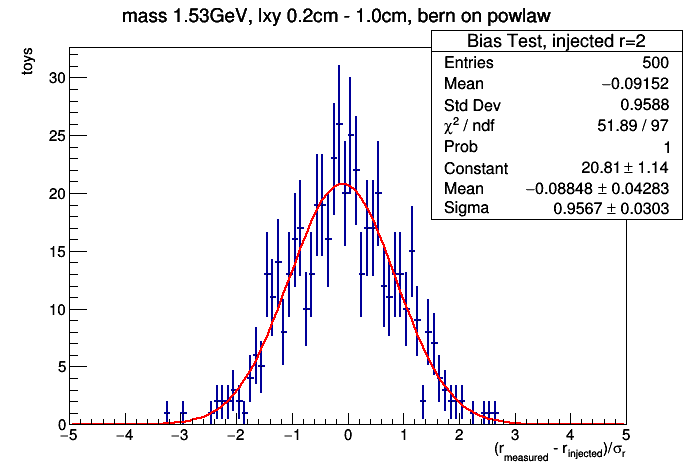 mass 1.53GeV, lxy 0.2cm - 1.0cm, bern on powlaw
toys
Bias Test, injected r=2
Entries 500
Mean −0.09152
Std Dev 0.9588
χ² / ndf 51.89 / 97
Prob 1
Constant 20.81 ± 1.14
Mean −0.08848 ± 0.04283
Sigma 0.9567 ± 0.0303
30
25
20
15
10
5
0
−5 −4 −3 −2 −1 0 1 2 3 4 5
(r_measured - r_injected)/σ_r